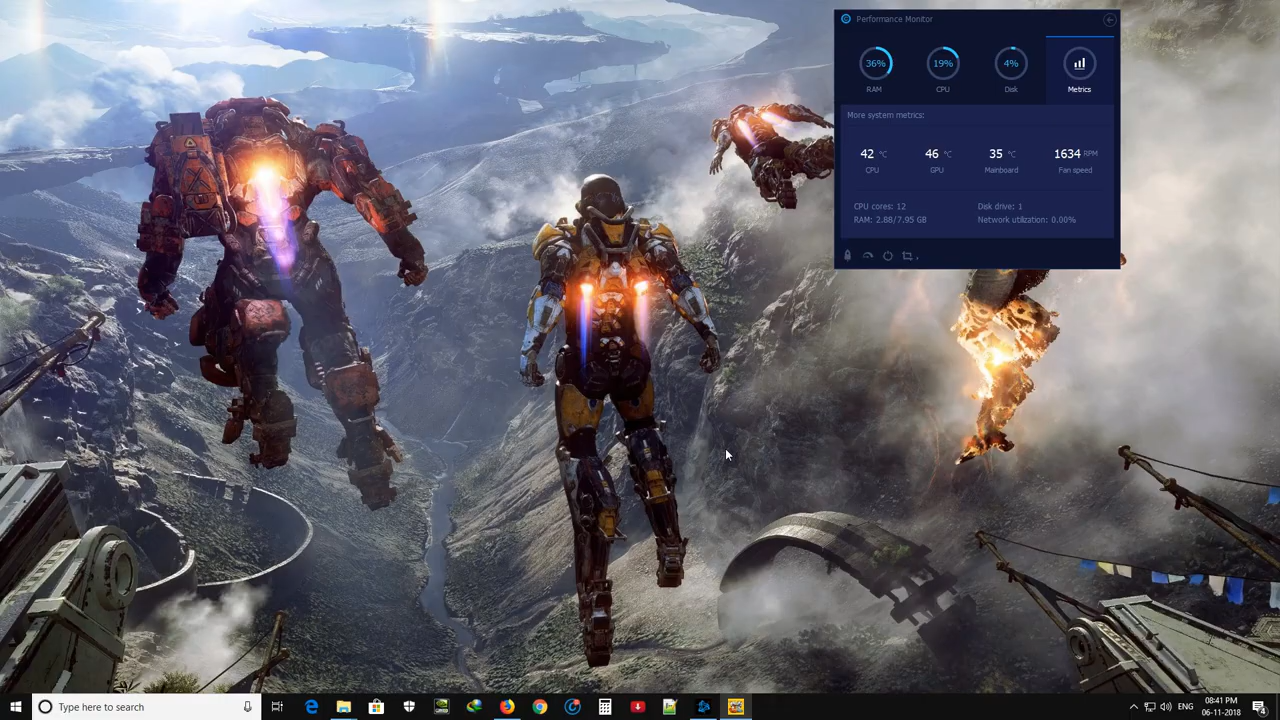 Performance Monitor
36% 19% 4%
RAM CPU Disk Metrics
More system metrics:
42 °C 46 °C 35 °C 1634 RPM
CPU GPU Mainboard Fan speed
CPU cores: 12 Disk drive: 1
RAM: 2.88/7.95 GB Network utilization: 0.00%
Type here to search
ENG
08:41 PM
06-11-2018
4